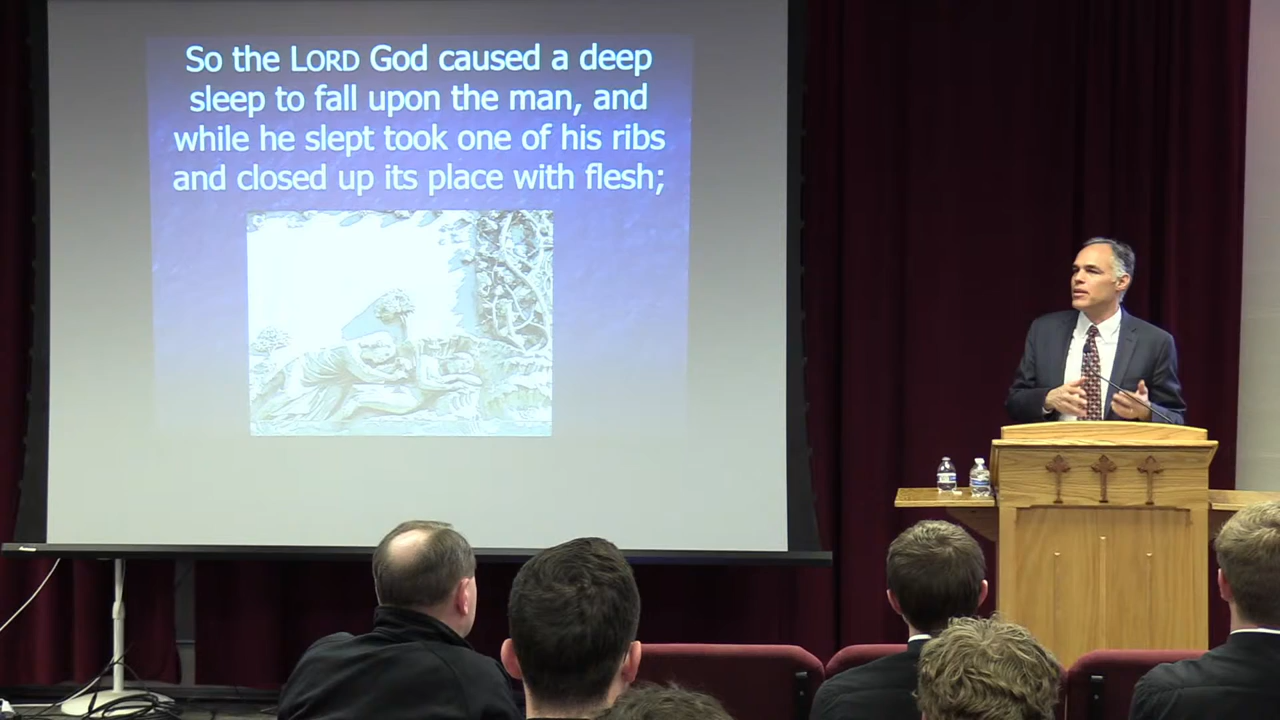 So the LORD God caused a deep
sleep to fall upon the man, and
while he slept took one of his ribs
and closed up its place with flesh;